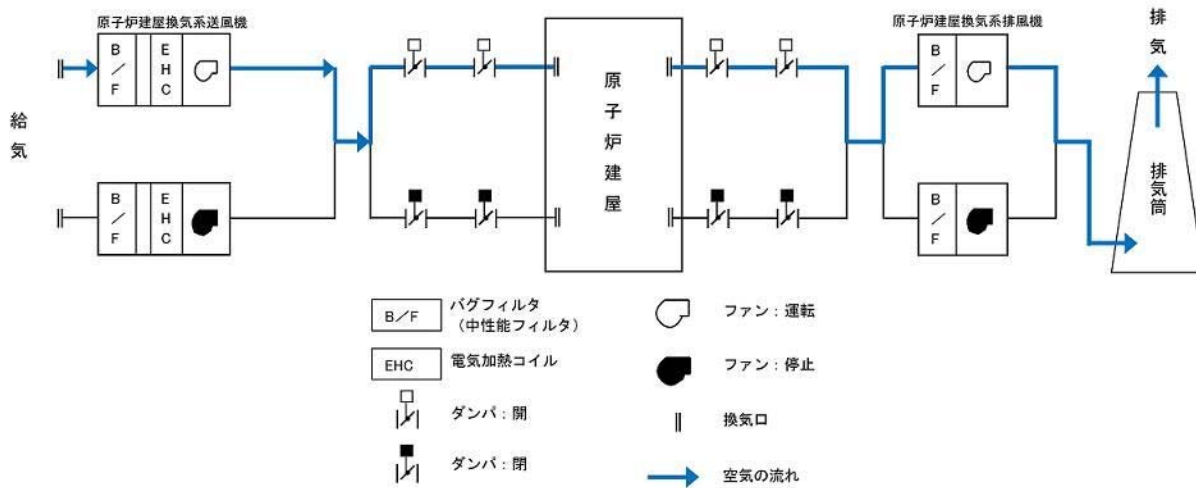 原子炉建屋換気系送風機
原子炉建屋換気系排風機
排気
B/F
EHC
B/F
給気
原子炉建屋
排気筒
B/F
EHC
B/F
B/F
バグフィルタ
（中性能フィルタ）
ファン：運転
EHC
電気加熱コイル
ファン：停止
ダンパ：開
換気口
ダンパ：閉
空気の流れ